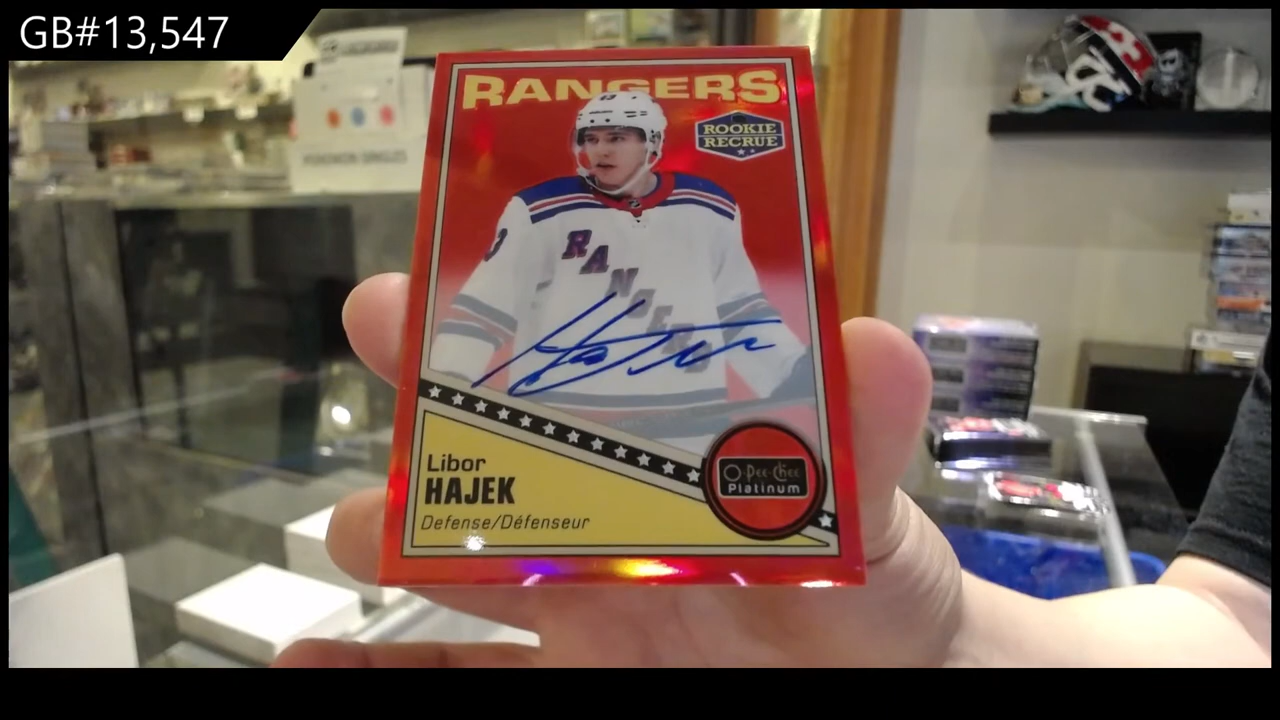 GB#13,547
RANGERS
ROOKIE
RECRUE
RANGERS
Libor
HAJEK
Defense/Défenseur
O-Pee-Chee
Platinum